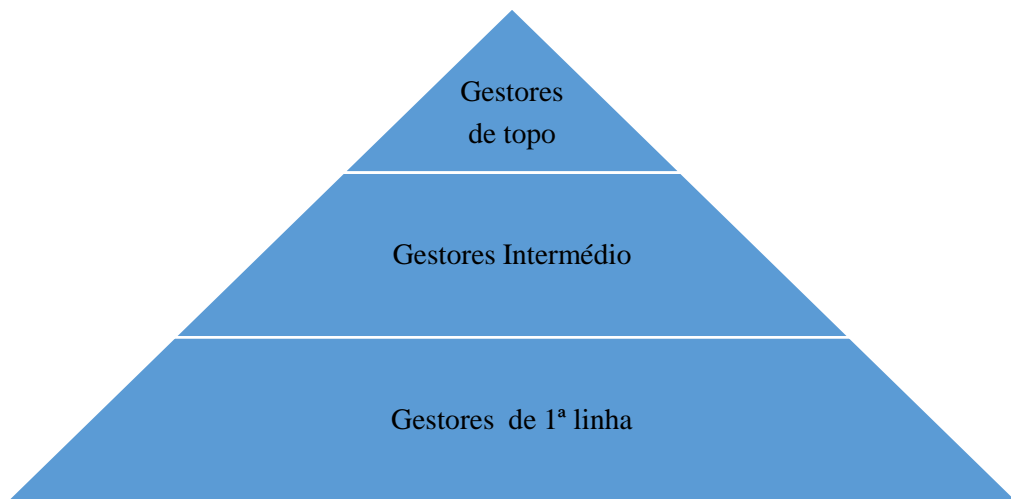 Gestores
de topo
Gestores Intermédio
Gestores  de 1ª linha